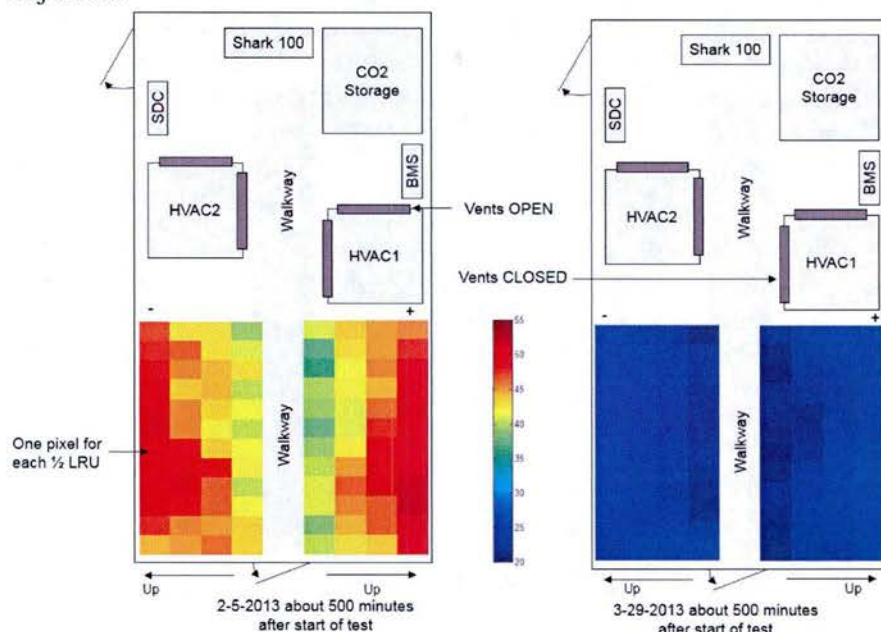 Shark 100
CO2
Storage
SDC
BMS
HVAC2
Walkway
HVAC1
Vents OPEN
Vents CLOSED
-
+
One pixel for
each ½ LRU
Walkway
Up
Up
2-5-2013 about 500 minutes
after start of test
55
50
45
40
35
30
25
20
Shark 100
CO2
Storage
SDC
BMS
HVAC2
Walkway
HVAC1
-
+
Walkway
Up
Up
3-29-2013 about 500 minutes
after start of test